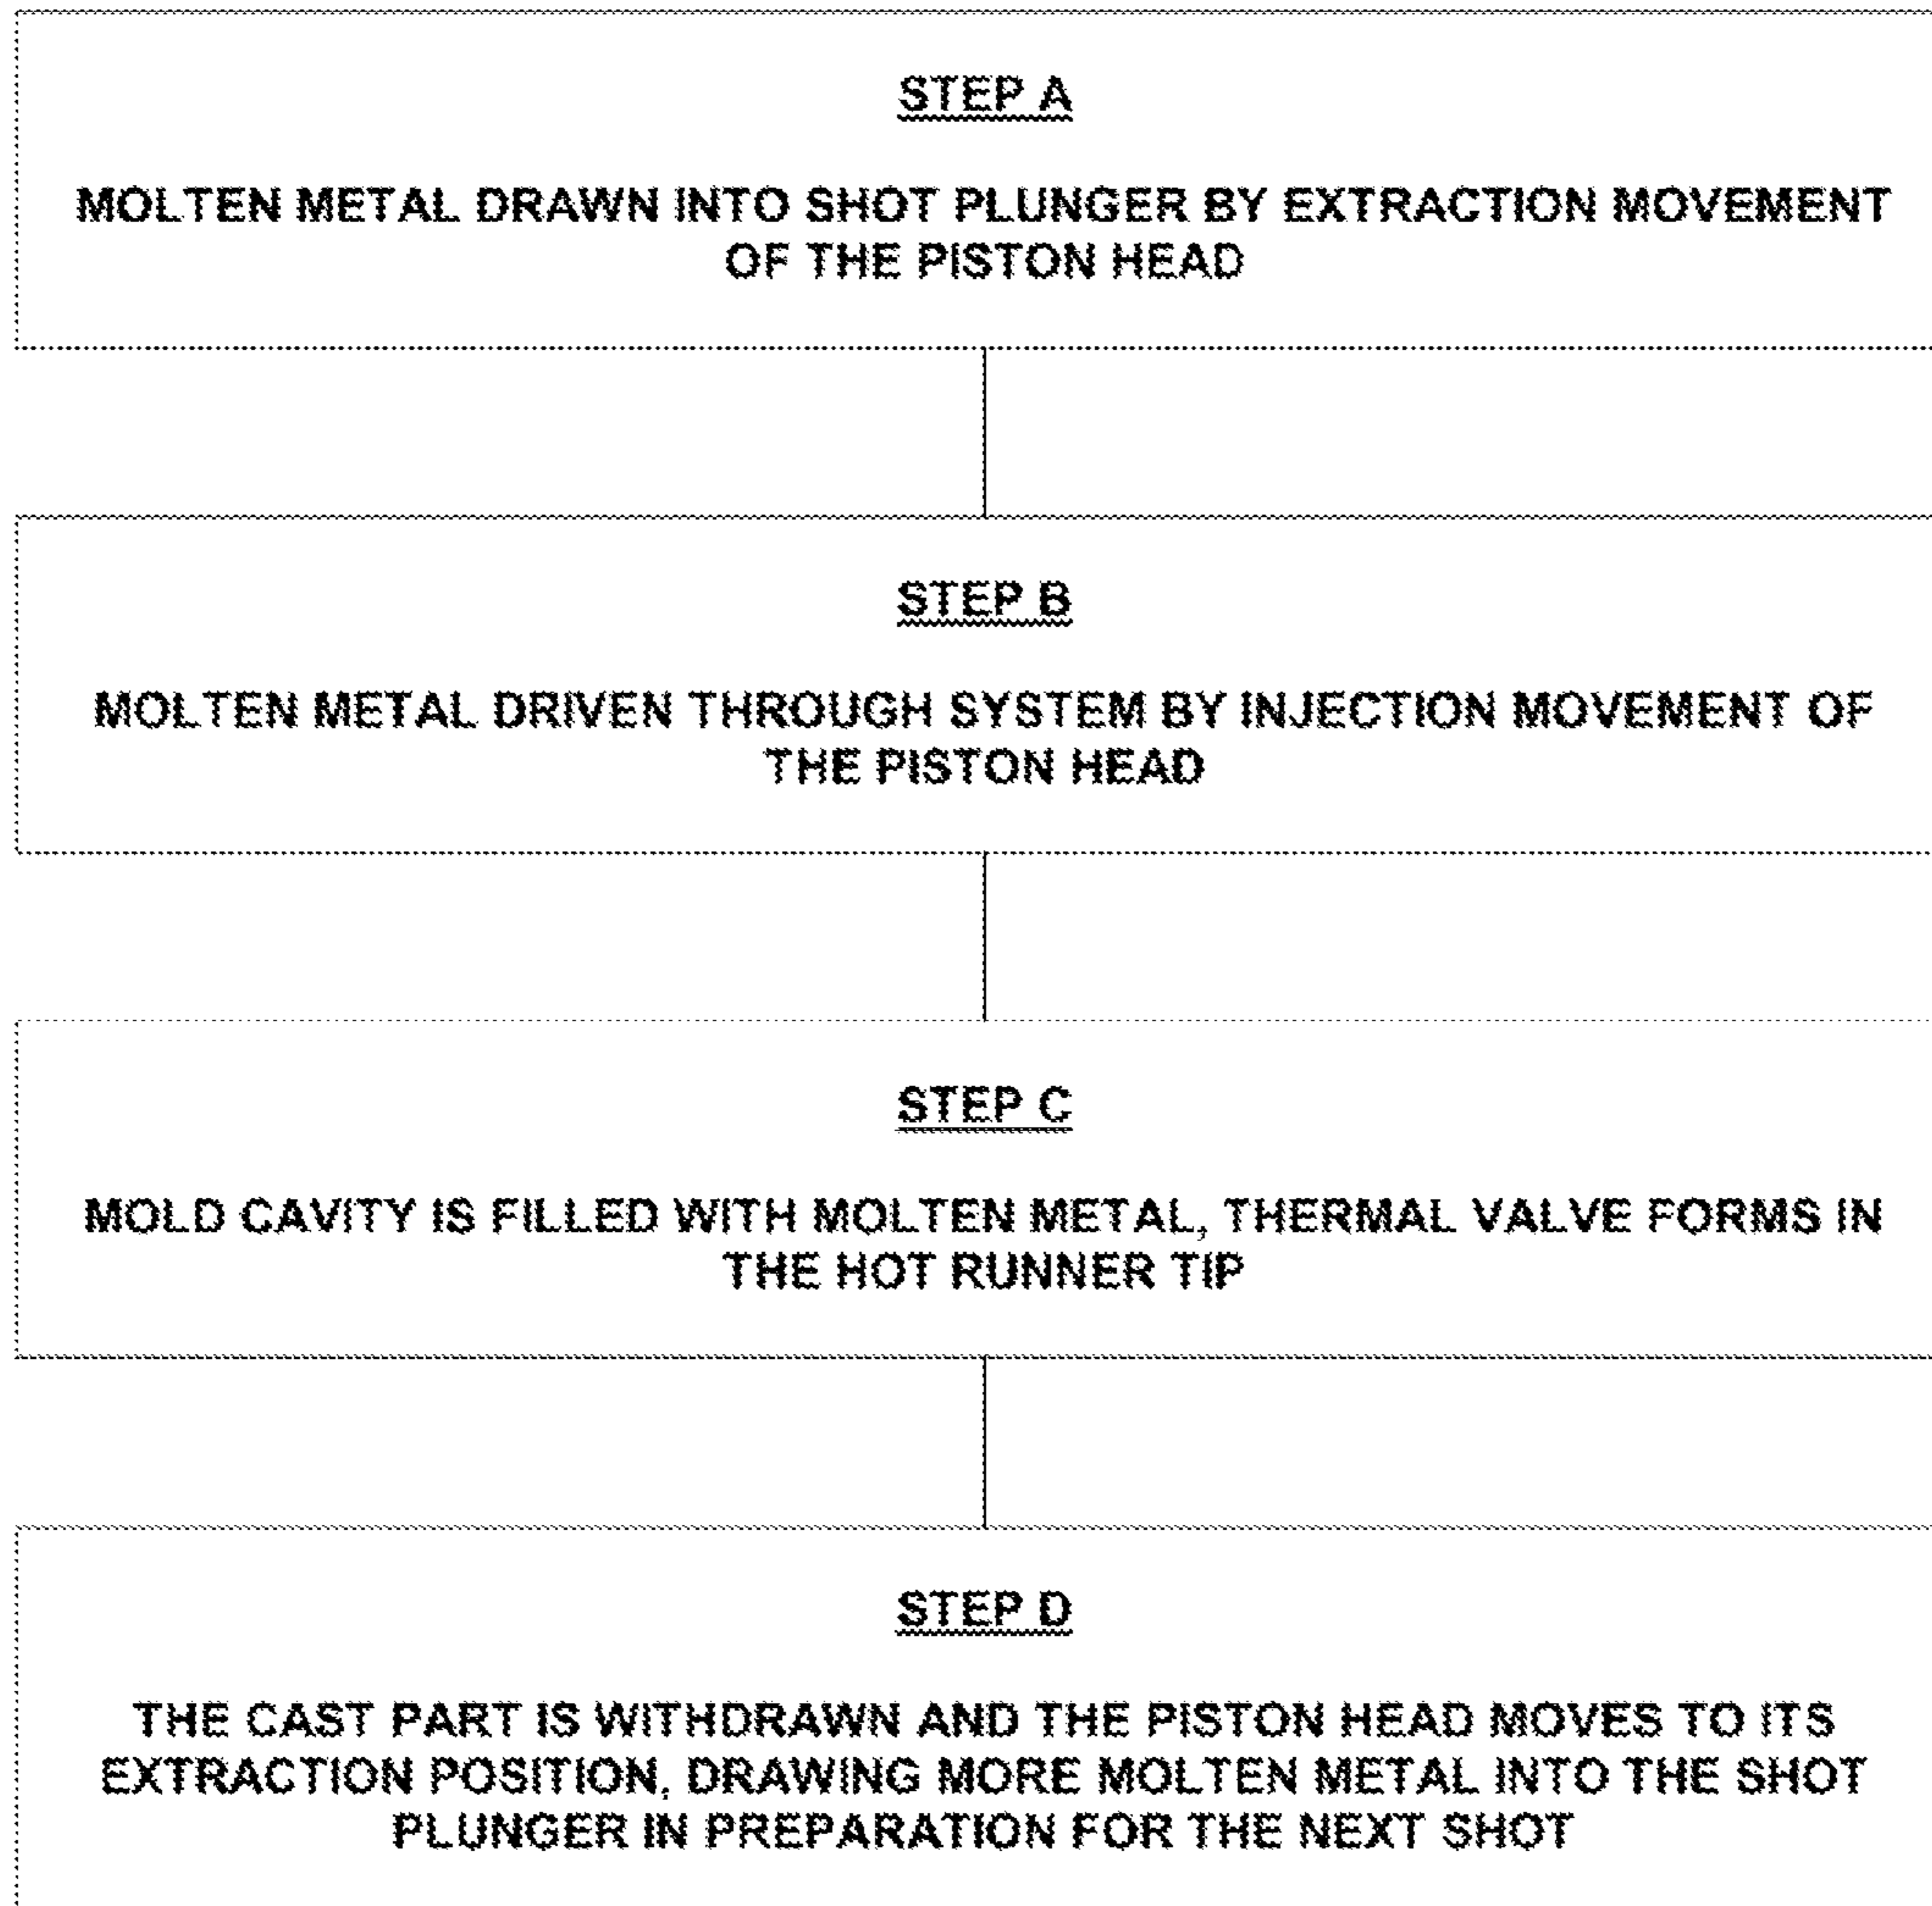 STEP A
MOLTEN METAL DRAWN INTO SHOT PLUNGER BY EXTRACTION MOVEMENT
OF THE PISTON HEAD
STEP B
MOLTEN METAL DRIVEN THROUGH SYSTEM BY INJECTION MOVEMENT OF
THE PISTON HEAD
STEP C
MOLD CAVITY IS FILLED WITH MOLTEN METAL, THERMAL VALVE FORMS IN
THE HOT RUNNER TIP
STEP D
THE CAST PART IS WITHDRAWN AND THE PISTON HEAD MOVES TO ITS
EXTRACTION POSITION, DRAWING MORE MOLTEN METAL INTO THE SHOT
PLUNGER IN PREPARATION FOR THE NEXT SHOT